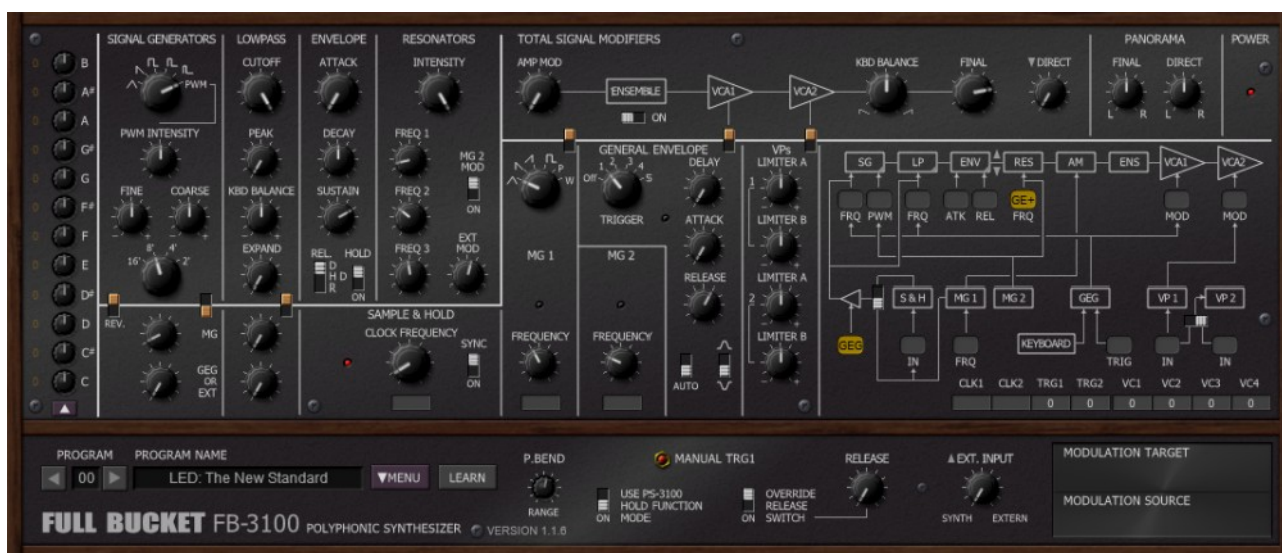 SIGNAL GENERATORS
LOWPASS
ENVELOPE
RESONATORS
TOTAL SIGNAL MODIFIERS
PANORAMA
POWER
B
A#
A
G#
G
F#
F
E
D#
D
C#
C
PWM
PWM INTENSITY
FINE
COARSE
16'
8'
4'
2'
REV.
MG
GEG
OR
EXT
CUTOFF
PEAK
KBD BALANCE
EXPAND
ATTACK
DECAY
SUSTAIN
REL.
HOLD
D
H D
R
ON
INTENSITY
FREQ 1
MG 2
MOD
ON
FREQ 2
EXT
MOD
FREQ 3
SAMPLE & HOLD
CLOCK FREQUENCY
SYNC
ON
AMP MOD
ENSEMBLE
ON
VCA1
VCA2
KBD BALANCE
FINAL
▼DIRECT
FINAL
DIRECT
L R
L R
P
W
MG 1
FREQUENCY
GENERAL ENVELOPE
Off
1
2
3
4
S
TRIGGER
MG 2
FREQUENCY
DELAY
ATTACK
RELEASE
AUTO
VPs
LIMITER A
1
LIMITER B
LIMITER A
2
LIMITER B
SG
LP
ENV
RES
AM
ENS
VCA1
VCA2
FRQ
PWM
FRQ
ATK
REL
GE+
FRQ
MOD
MOD
S & H
MG 1
MG 2
GEG
VP 1
VP 2
GEG
IN
FRQ
KEYBOARD
TRIG
IN
IN
CLK1 CLK2 TRG1 TRG2 VC1 VC2 VC3 VC4
0 0 0 0 0 0
PROGRAM
PROGRAM NAME
00
LED: The New Standard
▼MENU
LEARN
FULL BUCKET FB-3100 POLYPHONIC SYNTHESIZER VERSION 1.1.6
P.BEND
RANGE
MANUAL TRG1
USE PS-3100
HOLD FUNCTION
ON MODE
OVERRIDE
RELEASE
ON SWITCH
RELEASE
▲EXT. INPUT
SYNTH EXTERN
MODULATION TARGET
MODULATION SOURCE